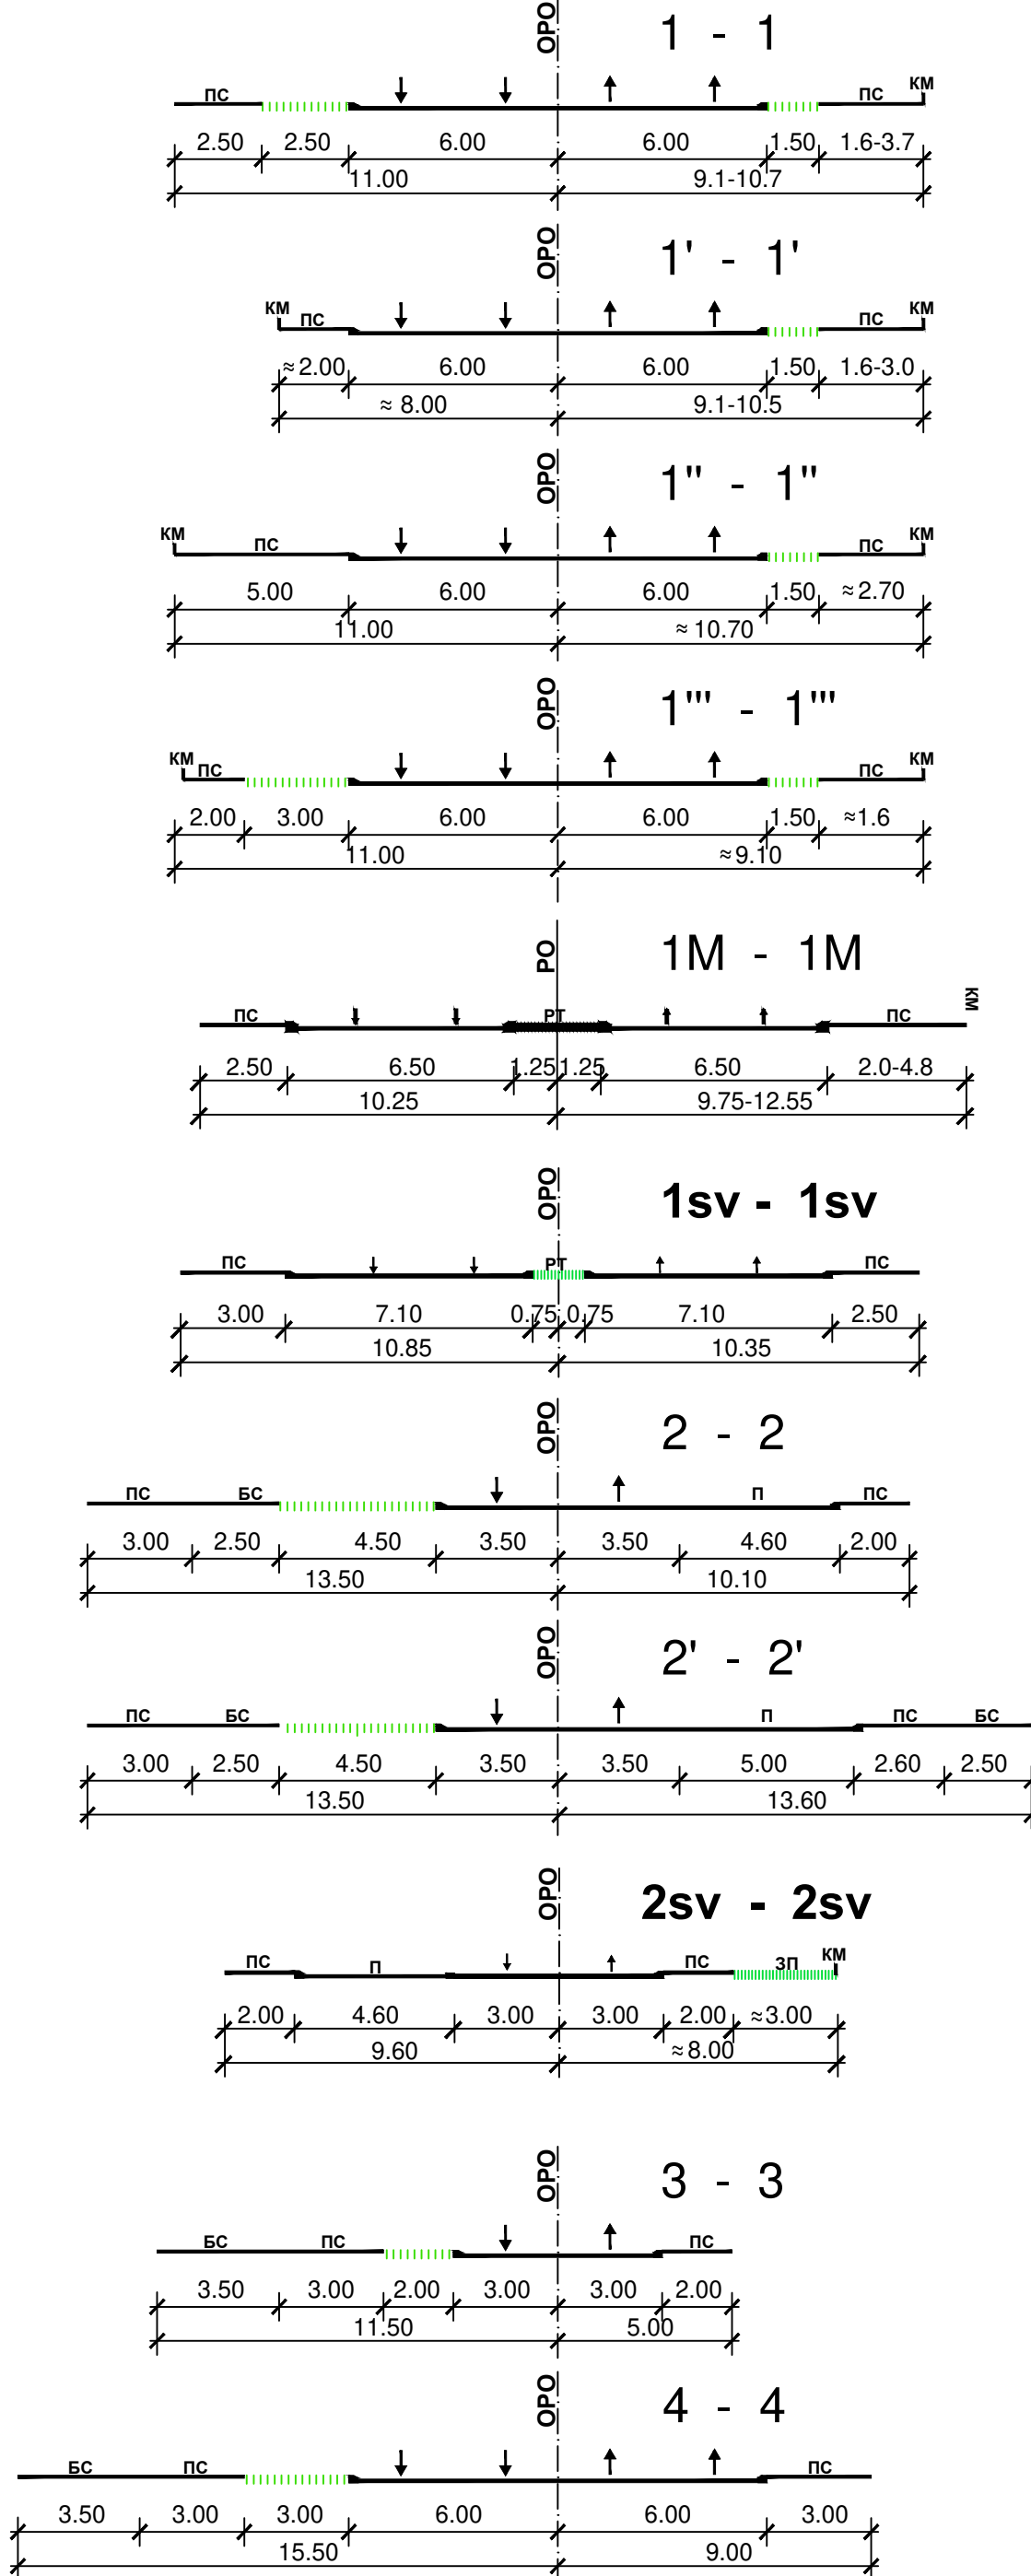 ОРО
1 - 1
ПС ПС КМ
2.50 2.50 6.00 6.00 1.50 1.6-3.7
11.00 9.1-10.7
ОРО
1' - 1'
КМ ПС ПС КМ
≈2.00 6.00 6.00 1.50 1.6-3.0
≈ 8.00 9.1-10.5
ОРО
1'' - 1''
КМ ПС ПС КМ
5.00 6.00 6.00 1.50 ≈2.70
11.00 ≈10.70
ОРО
1''' - 1'''
КМ ПС ПС КМ
2.00 3.00 6.00 6.00 1.50 ≈1.6
11.00 ≈9.10
РО
1М - 1М
ПС РТ ПС КМ
2.50 6.50 1.25 1.25 6.50 2.0-4.8
10.25 9.75-12.55
ОРО
1sv - 1sv
ПС РТ ПС
3.00 7.10 0.75 0.75 7.10 2.50
10.85 10.35
ОРО
2 - 2
ПС БС П ПС
3.00 2.50 4.50 3.50 3.50 4.60 2.00
13.50 10.10
ОРО
2' - 2'
ПС БС П ПС БС
3.00 2.50 4.50 3.50 3.50 5.00 2.60 2.50
13.50 13.60
ОРО
2sv - 2sv
ПС П ПС ЗП КМ
2.00 4.60 3.00 3.00 2.00 ≈3.00
9.60 ≈8.00
ОРО
3 - 3
БС ПС ПС
3.50 3.00 2.00 3.00 3.00 2.00
11.50 5.00
ОРО
4 - 4
БС ПС ПС
3.50 3.00 3.00 6.00 6.00 3.00
15.50 9.00